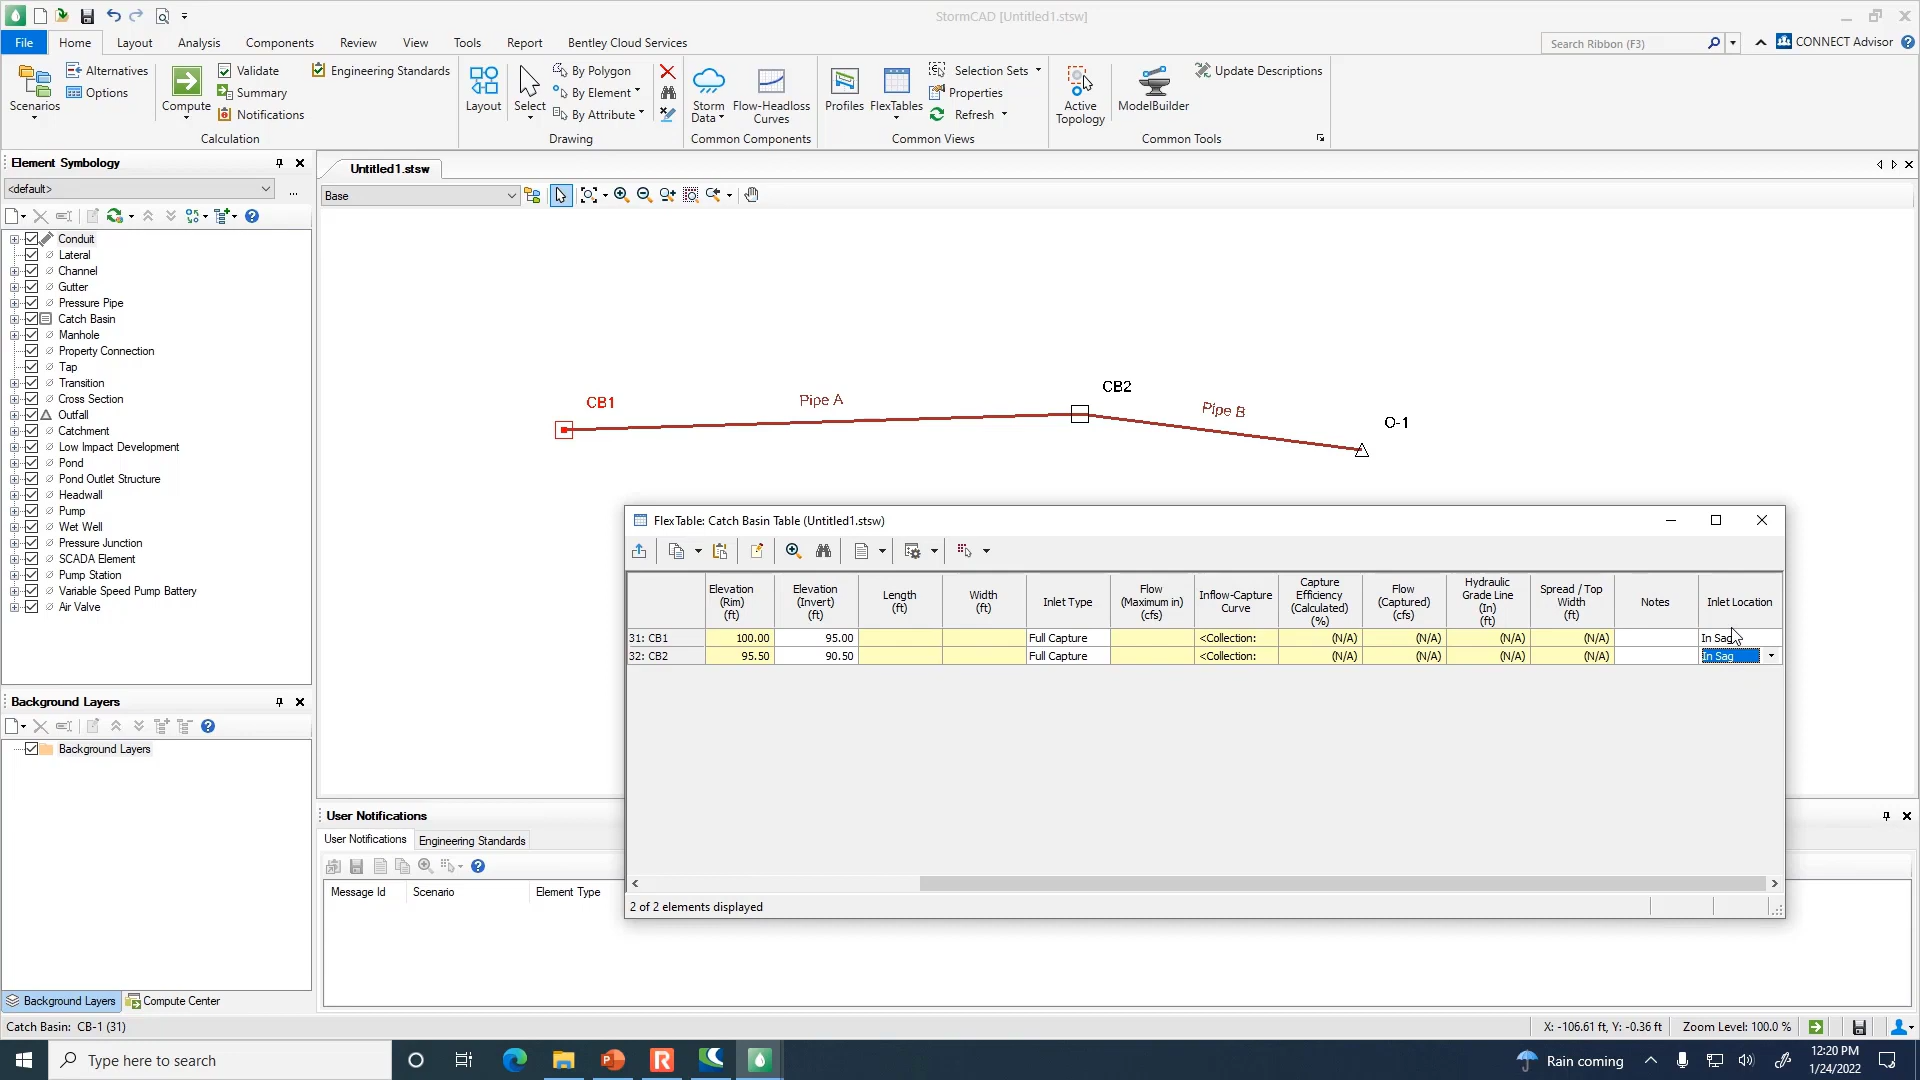 StormCAD [Untitled1.stsw]
File Home Layout Analysis Components Review View Tools Report Bentley Cloud Services
Search Ribbon (F3)
CONNECT Advisor
Scenarios
Alternatives
Options
Compute
Validate
Summary
Notifications
Engineering Standards
Calculation
Layout
Select
By Polygon
By Element
By Attribute
Drawing
Storm Data
Flow-Headloss Curves
Common Components
Profiles
FlexTables
Selection Sets
Properties
Refresh
Common Views
Active Topology
ModelBuilder
Update Descriptions
Common Tools
Element Symbology
<default>
...
Conduit
Lateral
Channel
Gutter
Pressure Pipe
Catch Basin
Manhole
Property Connection
Tap
Transition
Cross Section
Outfall
Catchment
Low Impact Development
Pond
Pond Outlet Structure
Headwall
Pump
Wet Well
Pressure Junction
SCADA Element
Pump Station
Variable Speed Pump Battery
Air Valve
Background Layers
Background Layers
Background Layers Compute Center
Untitled1.stsw
Base
CB1
Pipe A
CB2
Pipe B
O-1
FlexTable: Catch Basin Table (Untitled1.stsw)
Elevation (Rim) (ft) Elevation (Invert) (ft) Length (ft) Width (ft) Inlet Type Flow (Maximum in) (cfs) Inflow-Capture Curve Capture Efficiency (Calculated) (%) Flow (Captured) (cfs) Hydraulic Grade Line (In) (ft) Spread / Top Width (ft) Notes Inlet Location
31: CB1 100.00 95.00 Full Capture <Collection: (N/A) (N/A) (N/A) (N/A) In Sag
32: CB2 95.50 90.50 Full Capture <Collection: (N/A) (N/A) (N/A) (N/A) In Sag
2 of 2 elements displayed
User Notifications
User Notifications Engineering Standards
Message Id Scenario Element Type
Catch Basin: CB-1 (31)
X: -106.61 ft, Y: -0.36 ft Zoom Level: 100.0 %
Type here to search
Rain coming
12:20 PM
1/24/2022